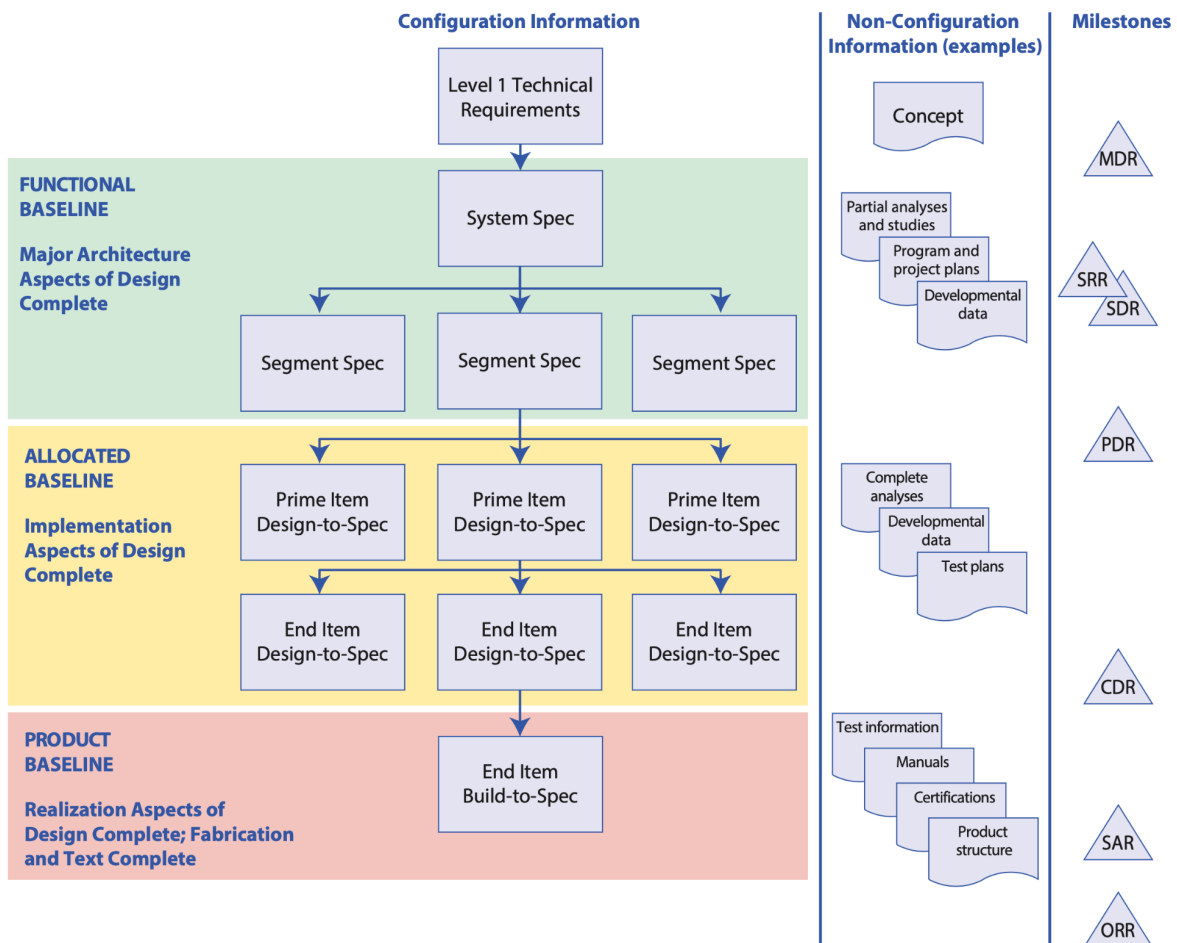 Configuration Information
Non-Configuration
Information (examples)
Milestones
Level 1 Technical
Requirements
Concept
MDR
FUNCTIONAL
BASELINE
Major Architecture
Aspects of Design
Complete
System Spec
Partial analyses
and studies
Program and
project plans
Developmental
data
SRR
SDR
Segment Spec
Segment Spec
Segment Spec
PDR
ALLOCATED
BASELINE
Implementation
Aspects of Design
Complete
Prime Item
Design-to-Spec
Prime Item
Design-to-Spec
Prime Item
Design-to-Spec
Complete
analyses
Developmental
data
Test plans
End Item
Design-to-Spec
End Item
Design-to-Spec
End Item
Design-to-Spec
CDR
PRODUCT
BASELINE
Realization Aspects of
Design Complete; Fabrication
and Text Complete
End Item
Build-to-Spec
Test information
Manuals
Certifications
Product
structure
SAR
ORR